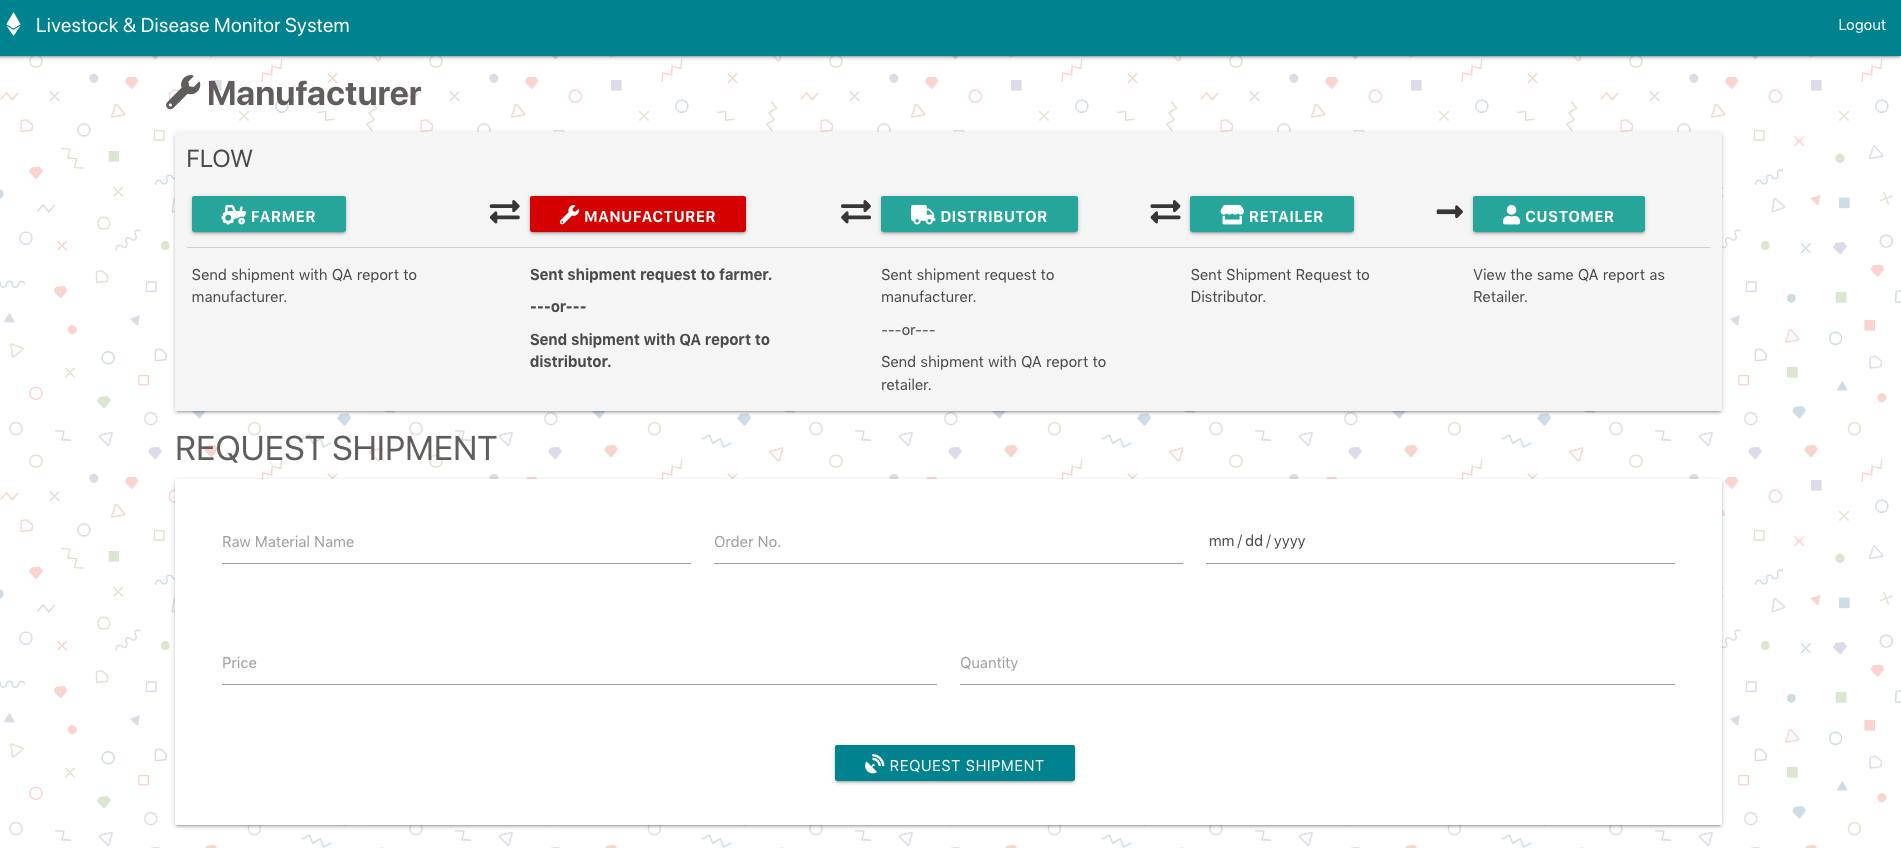 Livestock & Disease Monitor System
Logout
Manufacturer
FLOW
FARMER
MANUFACTURER
DISTRIBUTOR
RETAILER
CUSTOMER
Send shipment with QA report to
manufacturer.
Sent shipment request to farmer.
---or---
Send shipment with QA report to
distributor.
Sent shipment request to
manufacturer.
---or---
Send shipment with QA report to
retailer.
Sent Shipment Request to
Distributor.
View the same QA report as
Retailer.
REQUEST SHIPMENT
Raw Material Name
Order No.
mm/dd/yyyy
Price
Quantity
REQUEST SHIPMENT